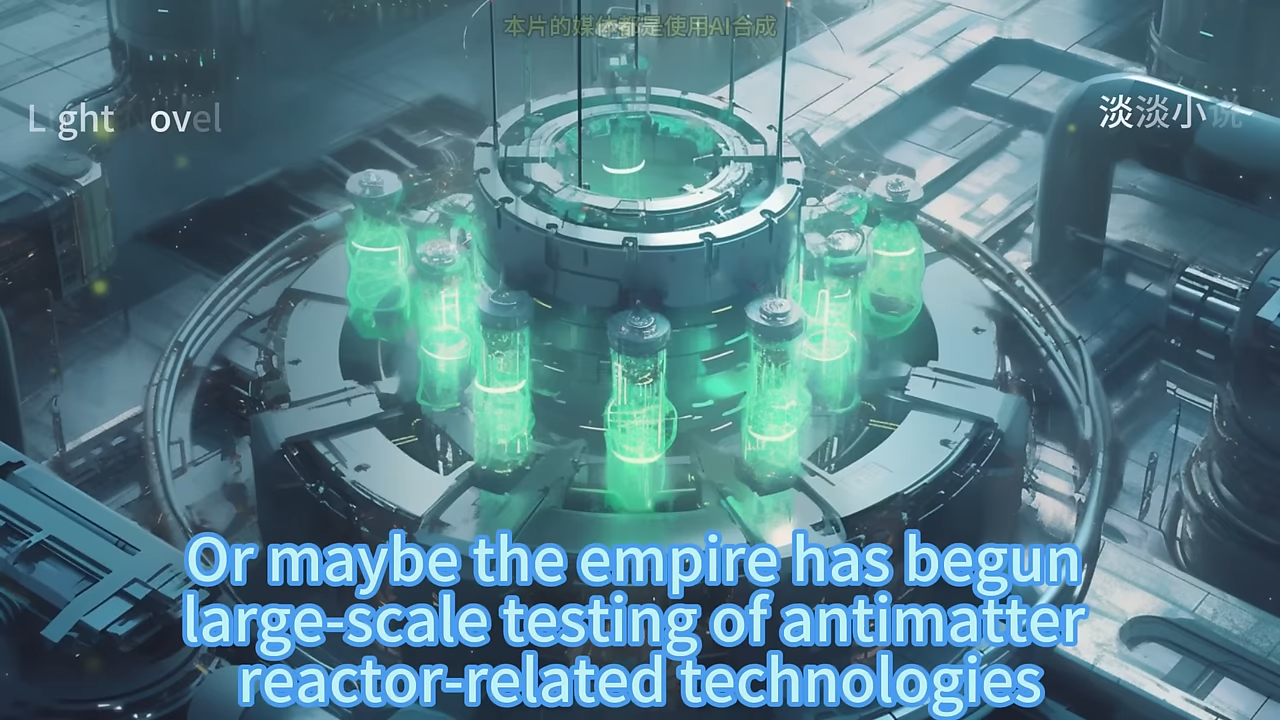 本片的媒体都是使用AI合成
Light ovel
淡淡小说
Or maybe the empire has begun
large-scale testing of antimatter
reactor-related technologies